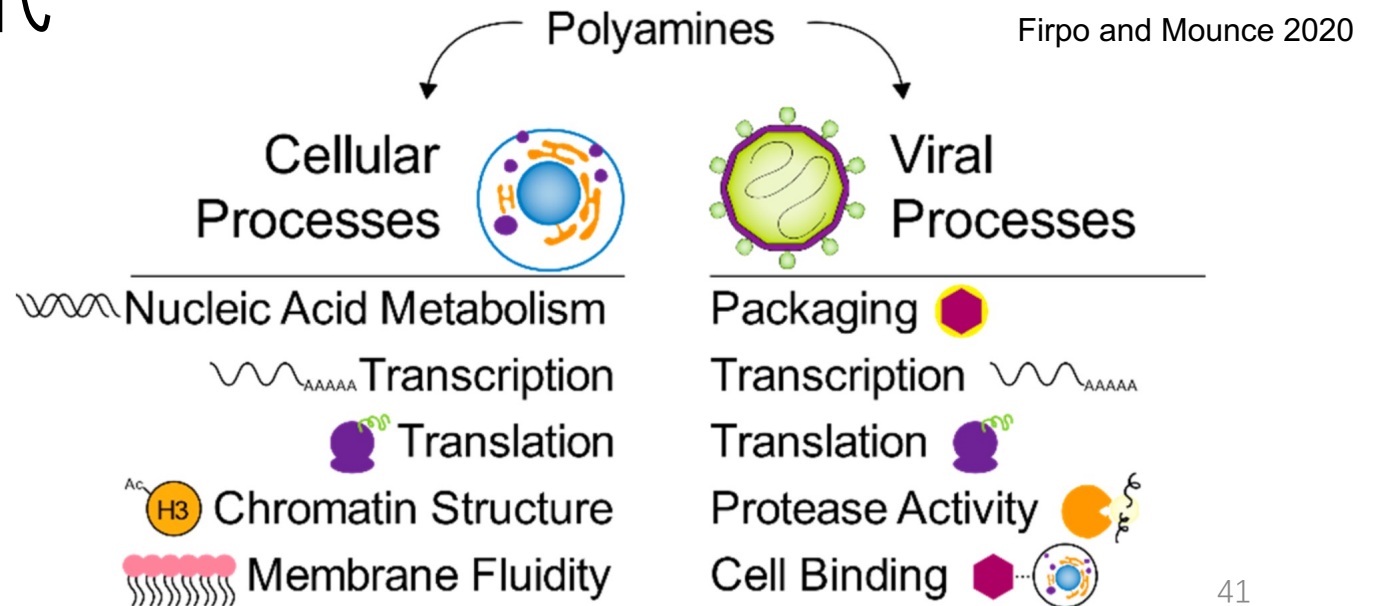 Polyamines
Firpo and Mounce 2020
Cellular
Processes
Viral
Processes
Nucleic Acid Metabolism
Packaging
AAAAA Transcription
Transcription AAAAA
Translation
Translation
Ac
H3 Chromatin Structure
Protease Activity
Membrane Fluidity
Cell Binding
41